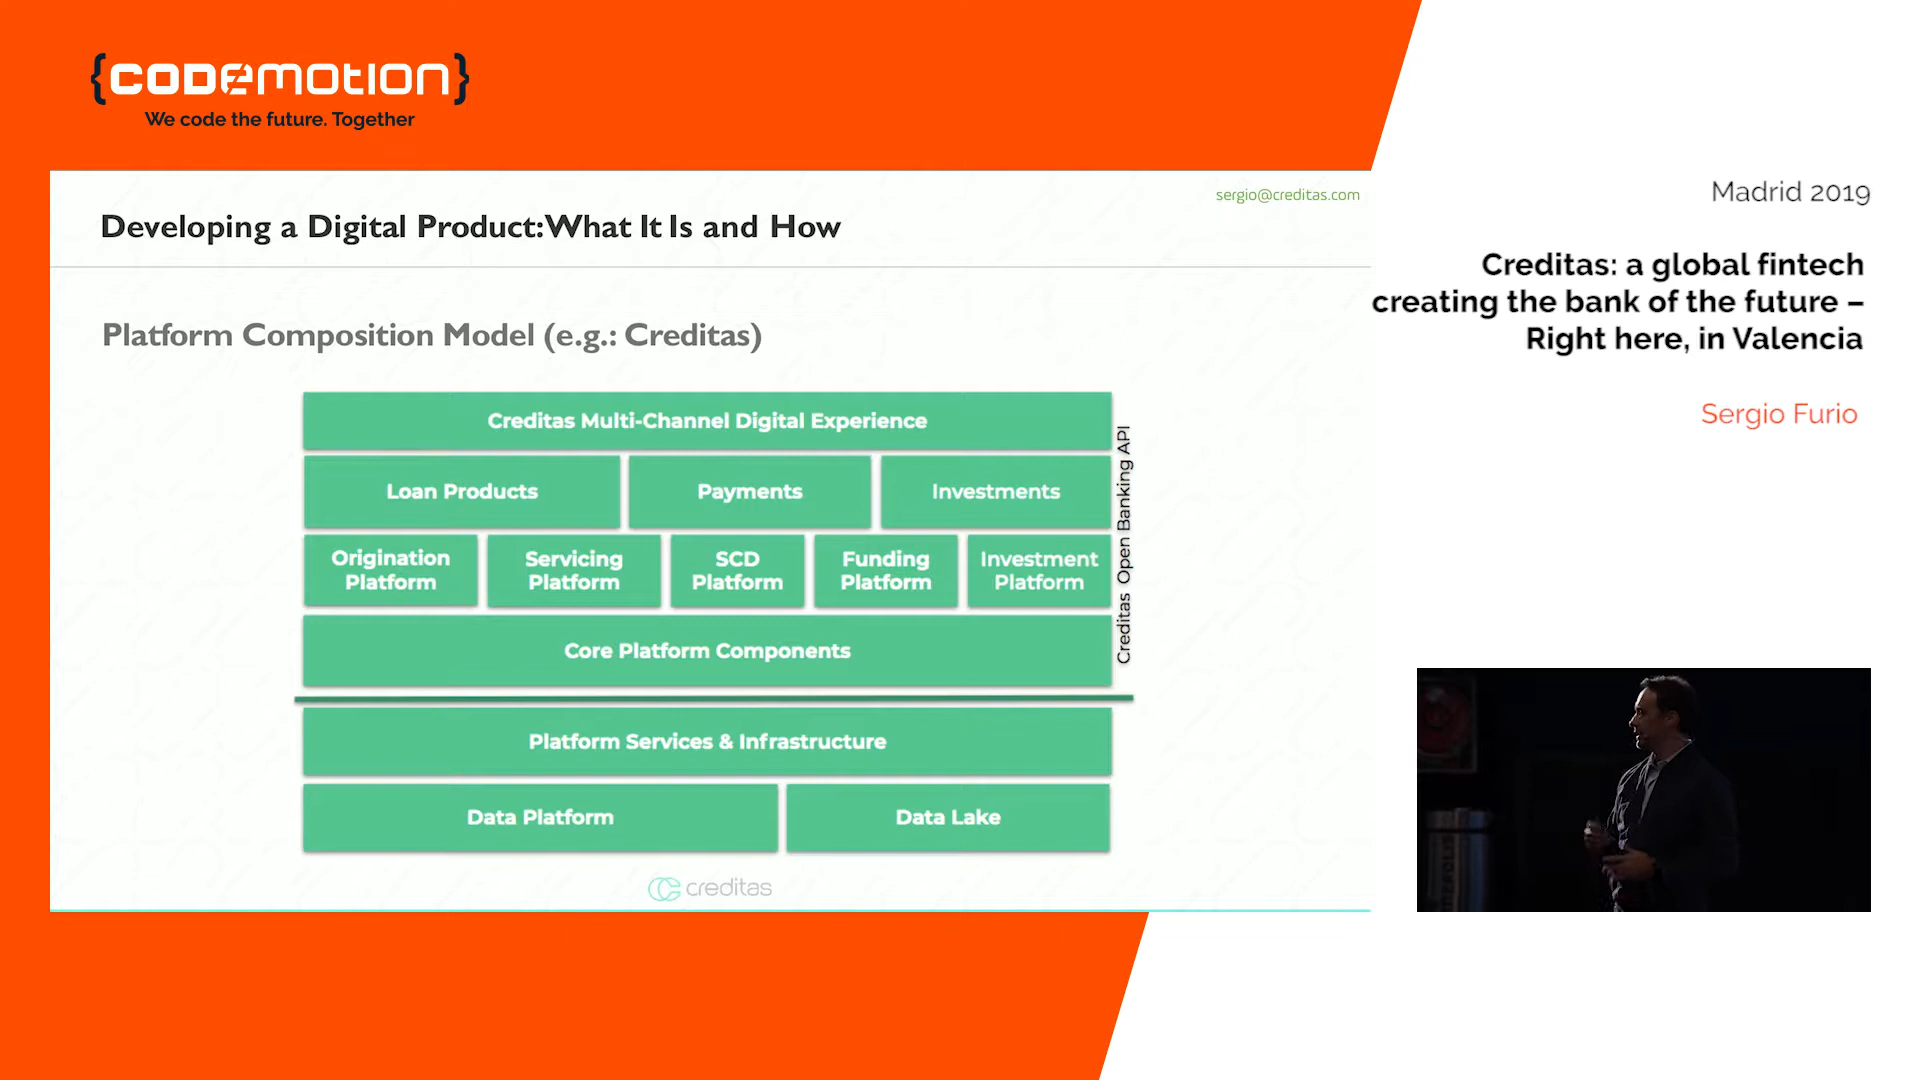 {CODEMOTION}
We code the future. Together
sergio@creditas.com
Developing a Digital Product: What It Is and How
Platform Composition Model (e.g.: Creditas)
Creditas Multi-Channel Digital Experience
Loan Products
Payments
Investments
Origination
Platform
Servicing
Platform
SCD
Platform
Funding
Platform
Investment
Platform
Core Platform Components
Creditas Open Banking API
Platform Services & Infrastructure
Data Platform
Data Lake
creditas
Madrid 2019
Creditas: a global fintech
creating the bank of the future –
Right here, in Valencia
Sergio Furio